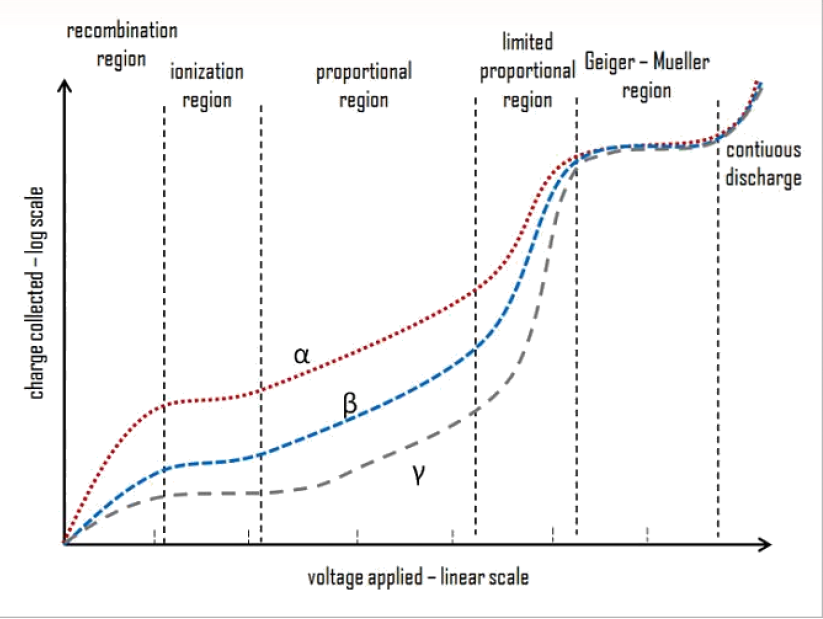 recombination
region
ionization
region
proportional
region
limited
proportional
region
Geiger – Mueller
region
contiuous
discharge
charge collected – log scale
α
β
γ
voltage applied – linear scale